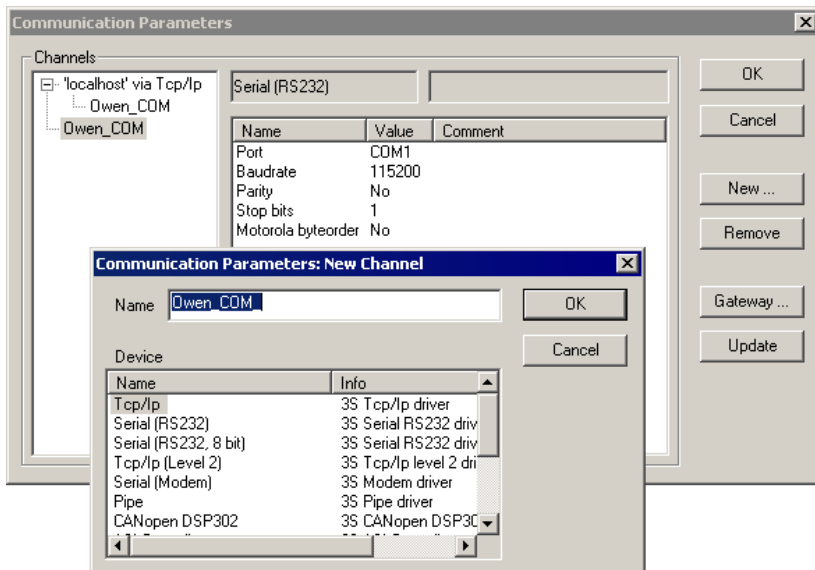 Communication Parameters
Channels
'localhost' via Tcp/Ip
Owen_COM
Owen_COM
Serial (RS232)
Name Value Comment
Port COM1
Baudrate 115200
Parity No
Stop bits 1
Motorola byteorder No
OK
Cancel
New ...
Remove
Gateway ...
Update
Communication Parameters: New Channel
Name Owen_COM_
OK
Cancel
Device
Name Info
Tcp/Ip 3S Tcp/Ip driver
Serial (RS232) 3S Serial RS232 driv
Serial (RS232, 8 bit) 3S Serial RS232 driv
Tcp/Ip (Level 2) 3S Tcp/Ip level 2 dri
Serial (Modem) 3S Modem driver
Pipe 3S Pipe driver
CANopen DSP302 3S CANopen DSP30